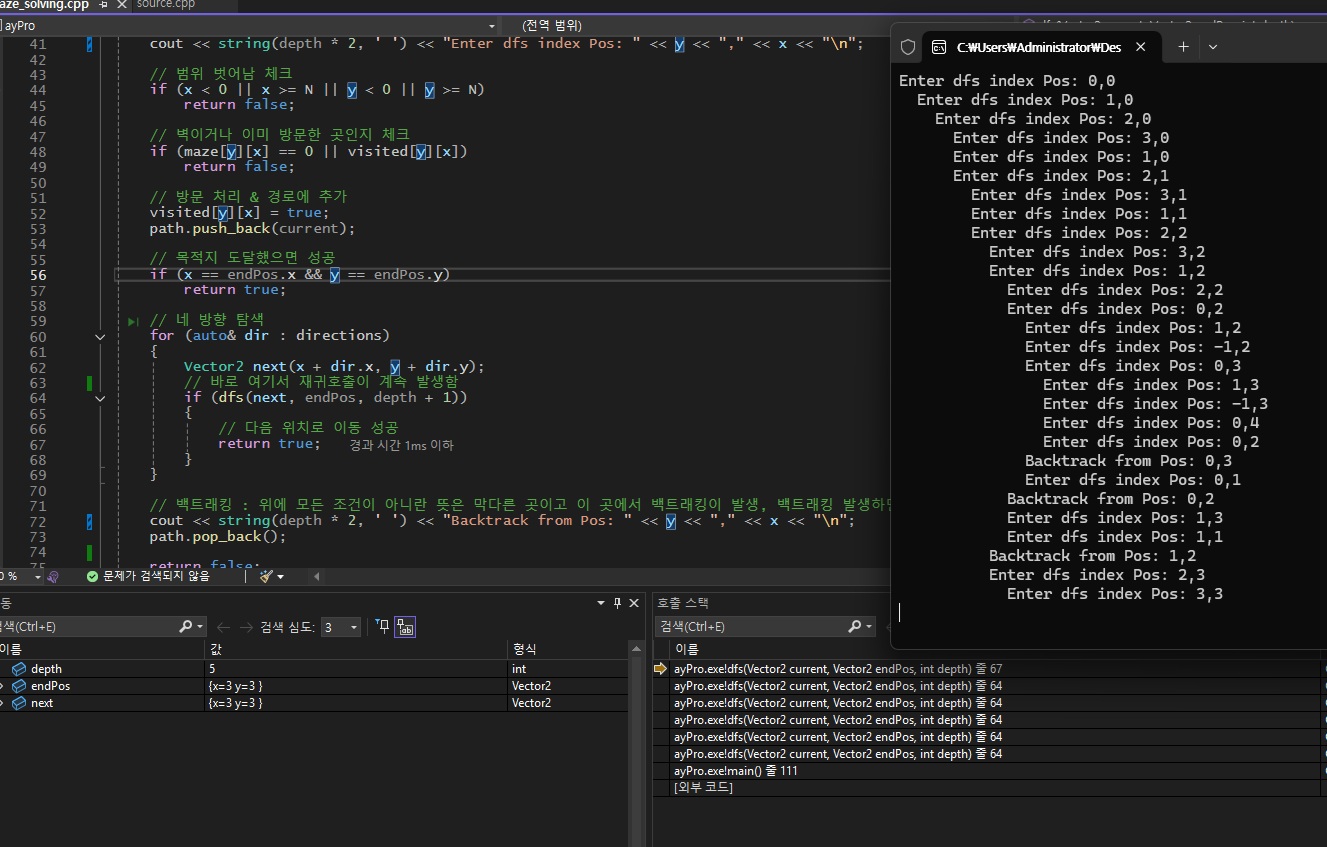 aze_solving.cpp
source.cpp
ayPro
(전역 범위)
41 cout << string(depth * 2, ' ') << "Enter dfs index Pos: " << y << "," << x << "\n";
42
43 // 범위 벗어남 체크
44 if (x < 0 || x >= N || y < 0 || y >= N)
45 return false;
46
47 // 벽이거나 이미 방문한 곳인지 체크
48 if (maze[y][x] == 0 || visited[y][x])
49 return false;
50
51 // 방문 처리 & 경로에 추가
52 visited[y][x] = true;
53 path.push_back(current);
54
55 // 목적지 도달했으면 성공
56 if (x == endPos.x && y == endPos.y)
57 return true;
58
59 // 네 방향 탐색
60 for (auto& dir : directions)
61 {
62 Vector2 next(x + dir.x, y + dir.y);
63 // 바로 여기서 재귀호출이 계속 발생함
64 if (dfs(next, endPos, depth + 1))
65 {
66 // 다음 위치로 이동 성공
67 return true; 경과 시간 1ms 이하
68 }
69 }
70
71 // 백트래킹 : 위에 모든 조건이 아니란 뜻은 막다른 곳이고 이 곳에서 백트래킹이 발생, 백트래킹 발생하면
72 cout << string(depth * 2, ' ') << "Backtrack from Pos: " << y << "," << x << "\n";
73 path.pop_back();
74
75 return false;
C:₩Users₩Administrator₩Des
Enter dfs index Pos: 0,0
Enter dfs index Pos: 1,0
Enter dfs index Pos: 2,0
Enter dfs index Pos: 3,0
Enter dfs index Pos: 1,0
Enter dfs index Pos: 2,1
Enter dfs index Pos: 3,1
Enter dfs index Pos: 1,1
Enter dfs index Pos: 2,2
Enter dfs index Pos: 3,2
Enter dfs index Pos: 1,2
Enter dfs index Pos: 2,2
Enter dfs index Pos: 0,2
Enter dfs index Pos: 1,2
Enter dfs index Pos: -1,2
Enter dfs index Pos: 0,3
Enter dfs index Pos: 1,3
Enter dfs index Pos: -1,3
Enter dfs index Pos: 0,4
Enter dfs index Pos: 0,2
Backtrack from Pos: 0,3
Enter dfs index Pos: 0,1
Backtrack from Pos: 0,2
Enter dfs index Pos: 1,3
Enter dfs index Pos: 1,1
Backtrack from Pos: 1,2
Enter dfs index Pos: 2,3
Enter dfs index Pos: 3,3
0 %
문제가 검색되지 않음
동
색(Ctrl+E)
검색 심도: 3
이름 값 형식
depth 5 int
endPos {x=3 y=3 } Vector2
next {x=3 y=3 } Vector2
호출 스택
검색(Ctrl+E)
이름
ayPro.exe!dfs(Vector2 current, Vector2 endPos, int depth) 줄 67
ayPro.exe!dfs(Vector2 current, Vector2 endPos, int depth) 줄 64
ayPro.exe!dfs(Vector2 current, Vector2 endPos, int depth) 줄 64
ayPro.exe!dfs(Vector2 current, Vector2 endPos, int depth) 줄 64
ayPro.exe!dfs(Vector2 current, Vector2 endPos, int depth) 줄 64
ayPro.exe!dfs(Vector2 current, Vector2 endPos, int depth) 줄 64
ayPro.exe!main() 줄 111
[외부 코드]